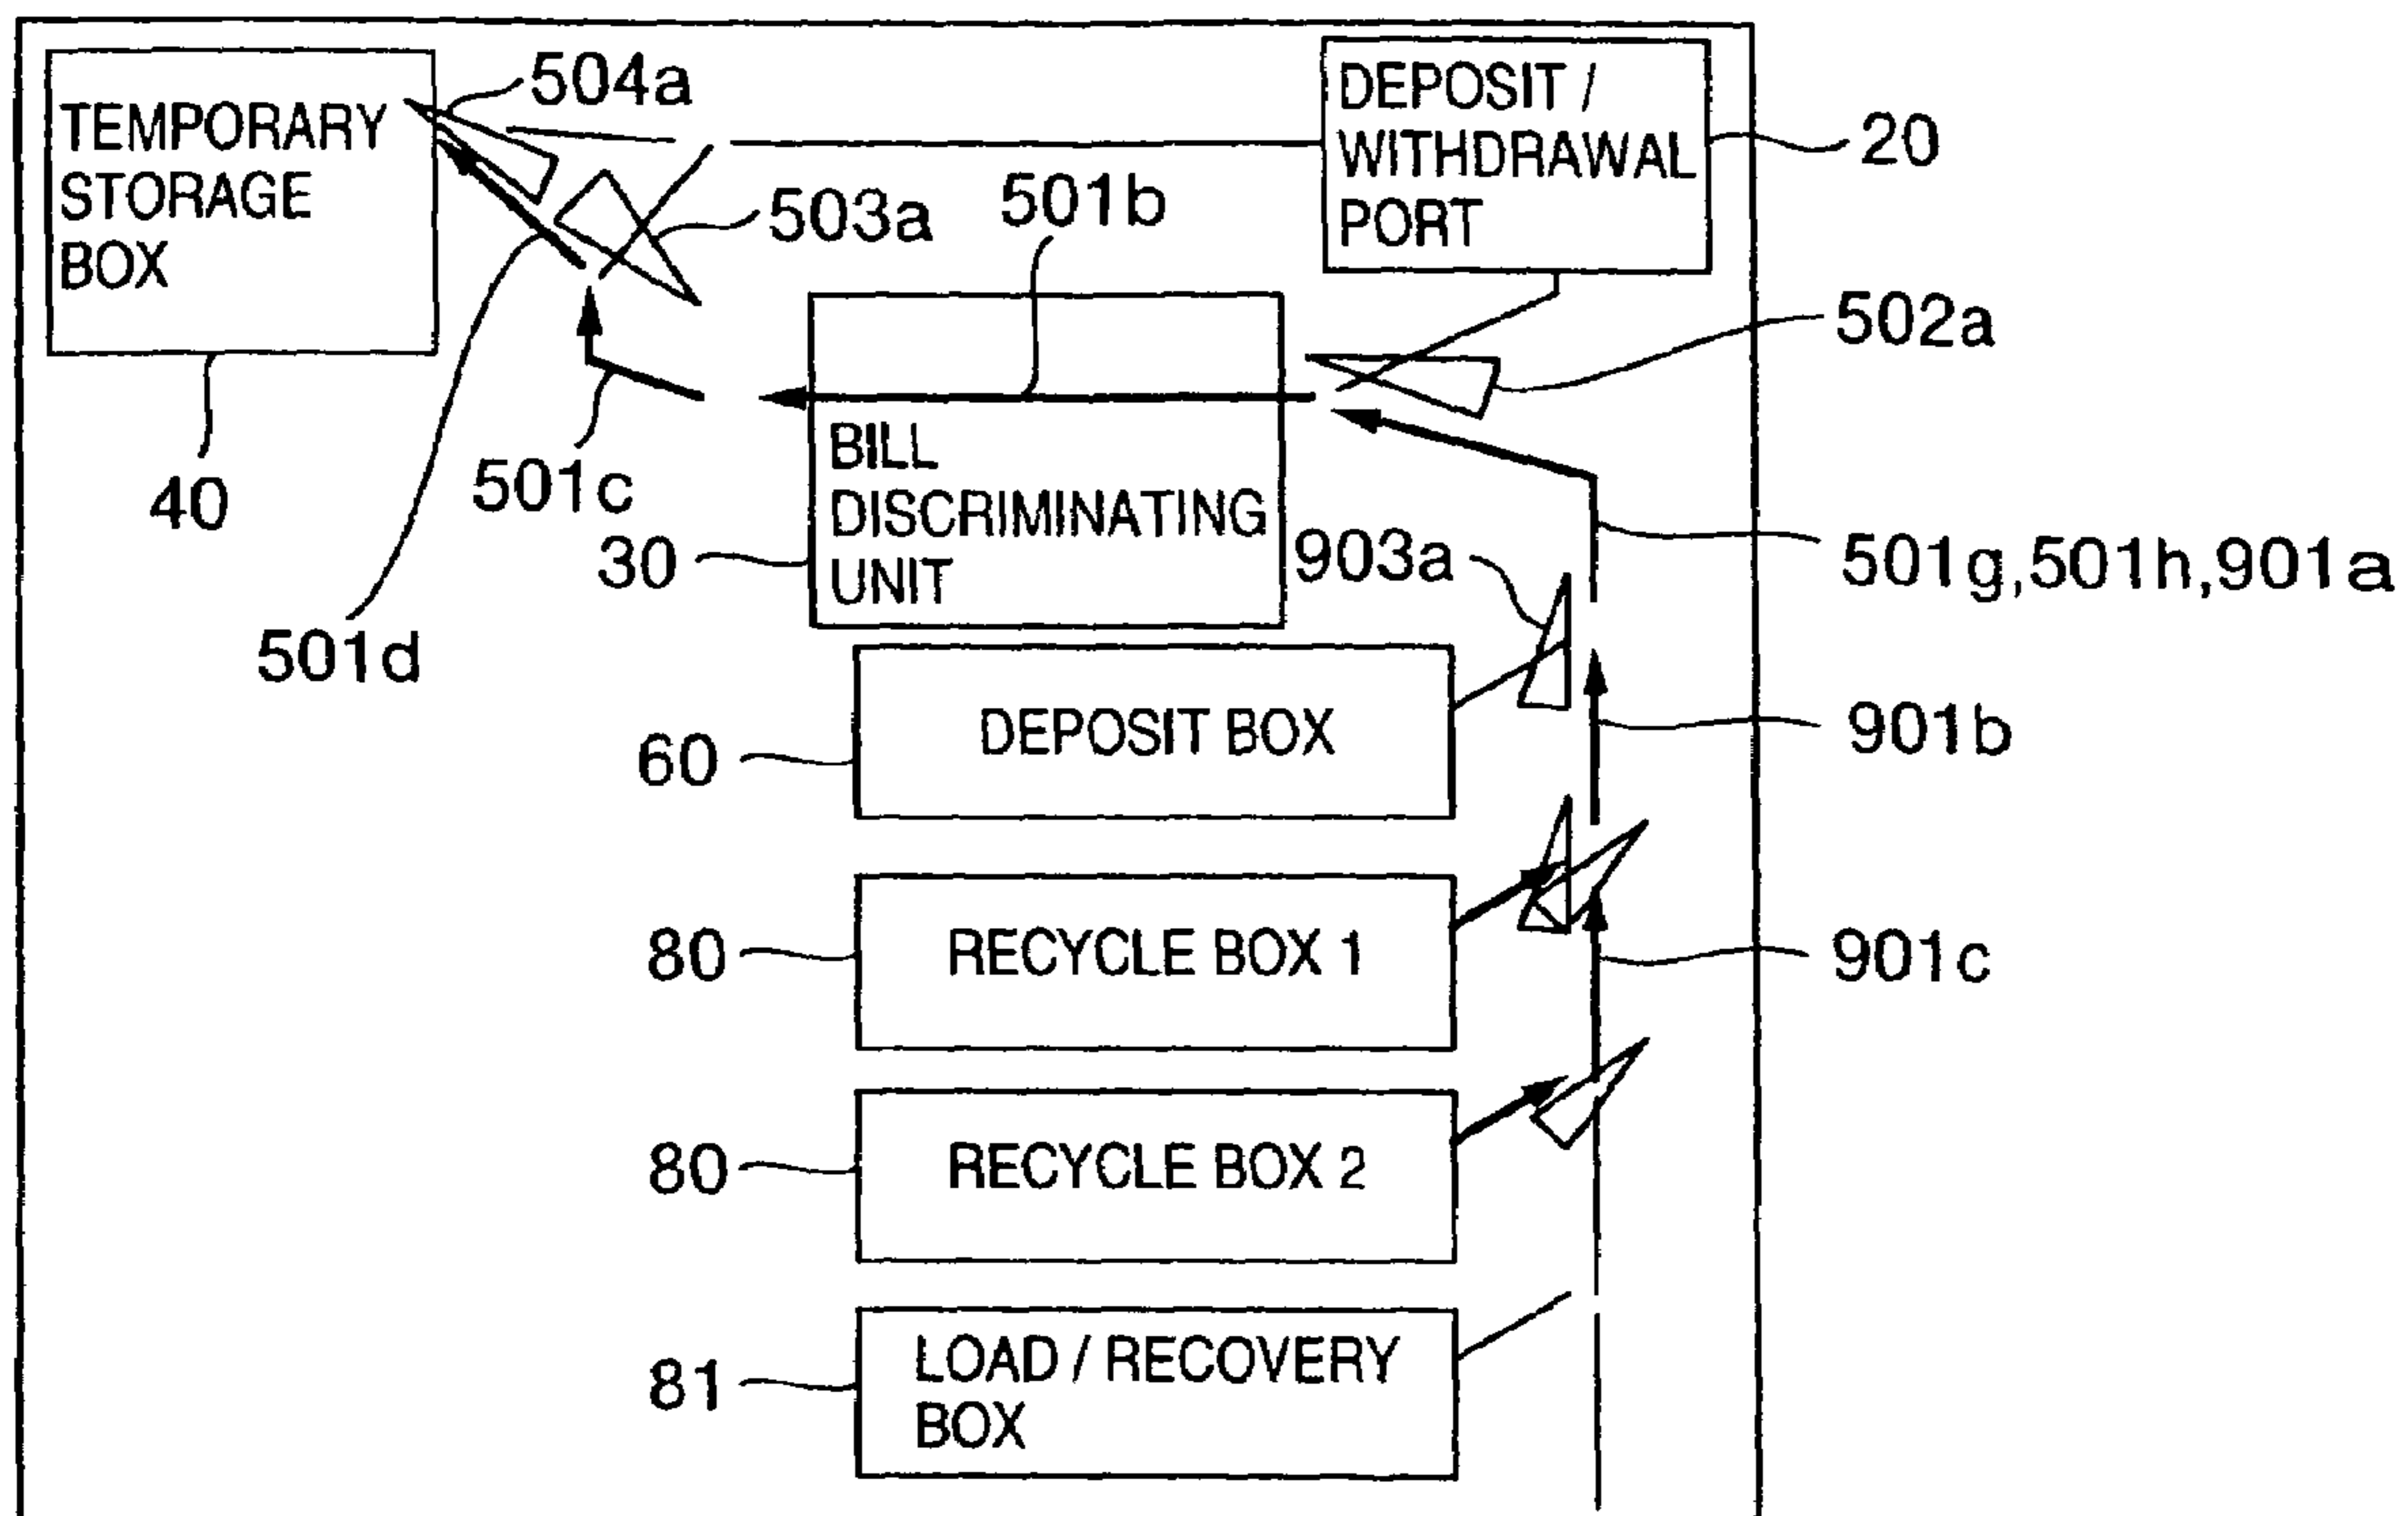 TEMPORARY
STORAGE
BOX
504a
DEPOSIT /
WITHDRAWAL
PORT
20
503a
501b
502a
40
501c
BILL
DISCRIMINATING
UNIT
30
903a
501g,501h,901a
501d
DEPOSIT BOX
60
901b
RECYCLE BOX 1
80
901c
RECYCLE BOX 2
80
LOAD / RECOVERY
BOX
81